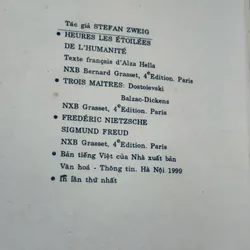 Tác giả STEFAN ZWEIG
HEURES LES ÉTOILÉES
DE L'HUMANITÉ
Texte français d'Alza Hella
NXB Bernard Grasset, 4e Edition. Paris
TROIS MAITRES: Dostoievski
Balzac-Dickens
NXB Grasset, 4e Edition. Paris
FREDÉRIC NIETZSCHE
SIGMUND FREUD
NXB Grasset, 4e Edition. Paris
Bản tiếng Việt của Nhà xuất bản
Văn hoá - Thông tin. Hà Nội 1999
In lần thứ nhất